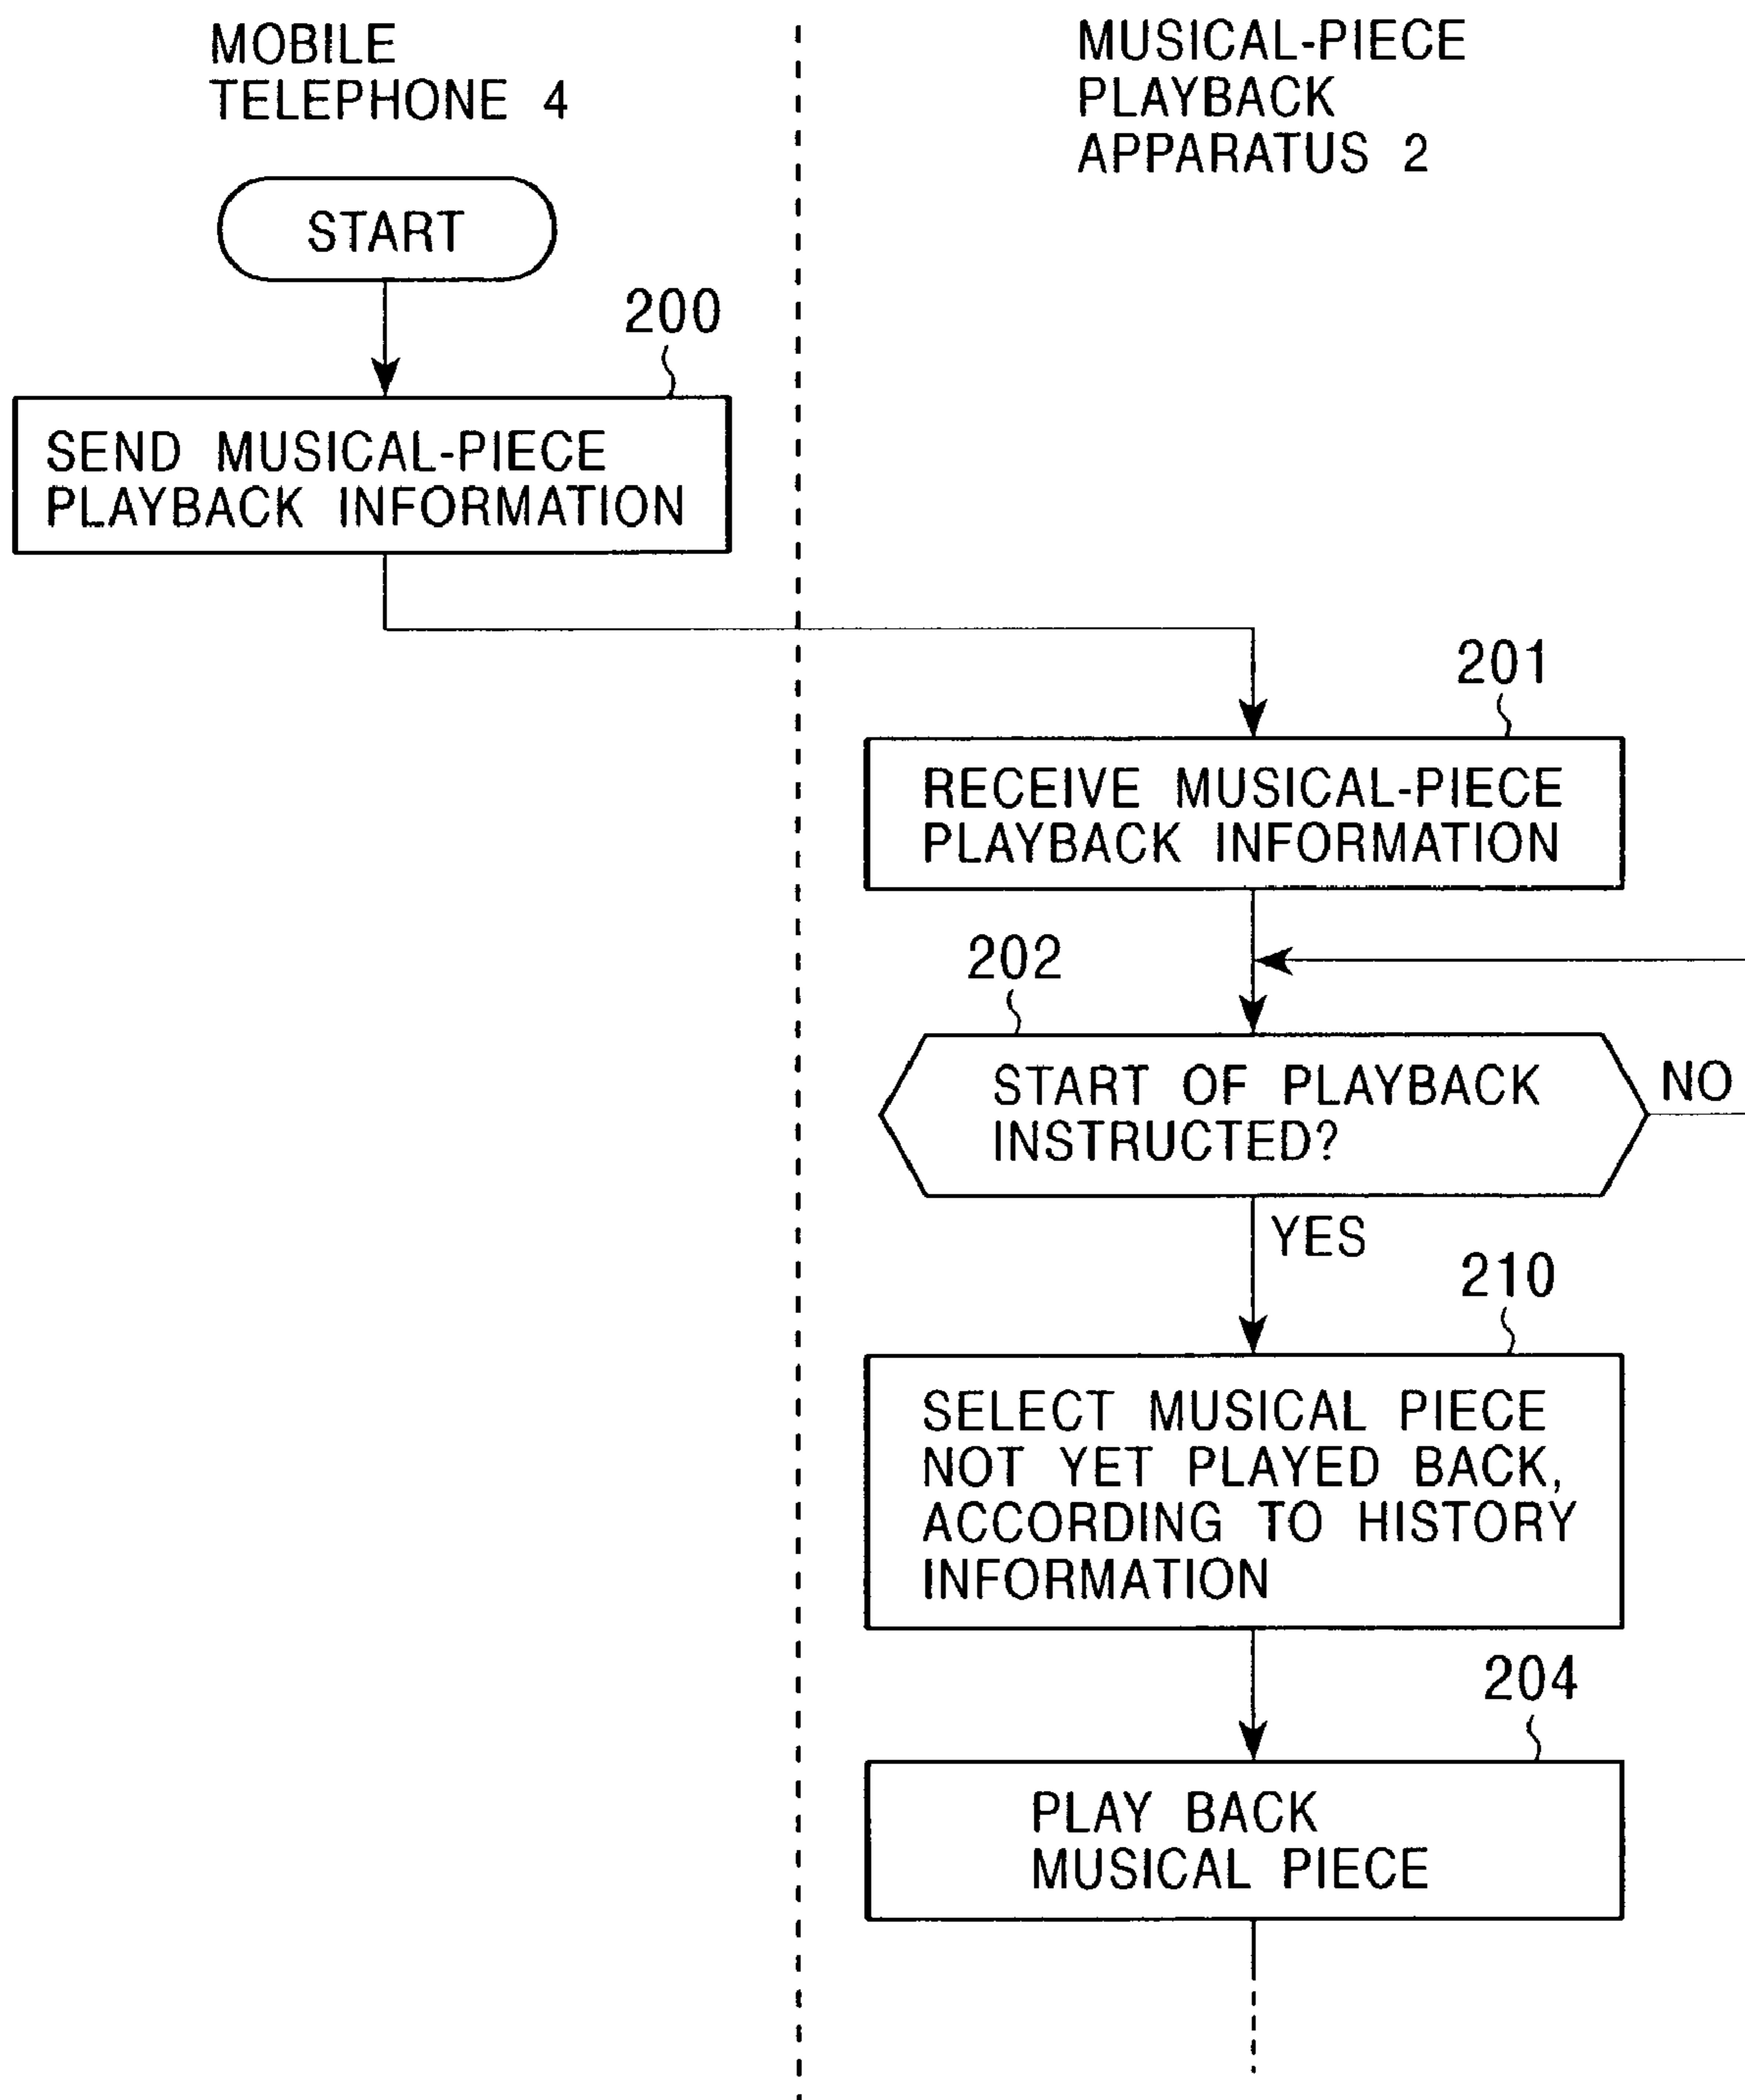 MOBILE
TELEPHONE 4
MUSICAL-PIECE
PLAYBACK
APPARATUS 2
START
200
SEND MUSICAL-PIECE
PLAYBACK INFORMATION
201
RECEIVE MUSICAL-PIECE
PLAYBACK INFORMATION
202
START OF PLAYBACK
INSTRUCTED?
NO
YES
210
SELECT MUSICAL PIECE
NOT YET PLAYED BACK,
ACCORDING TO HISTORY
INFORMATION
204
PLAY BACK
MUSICAL PIECE